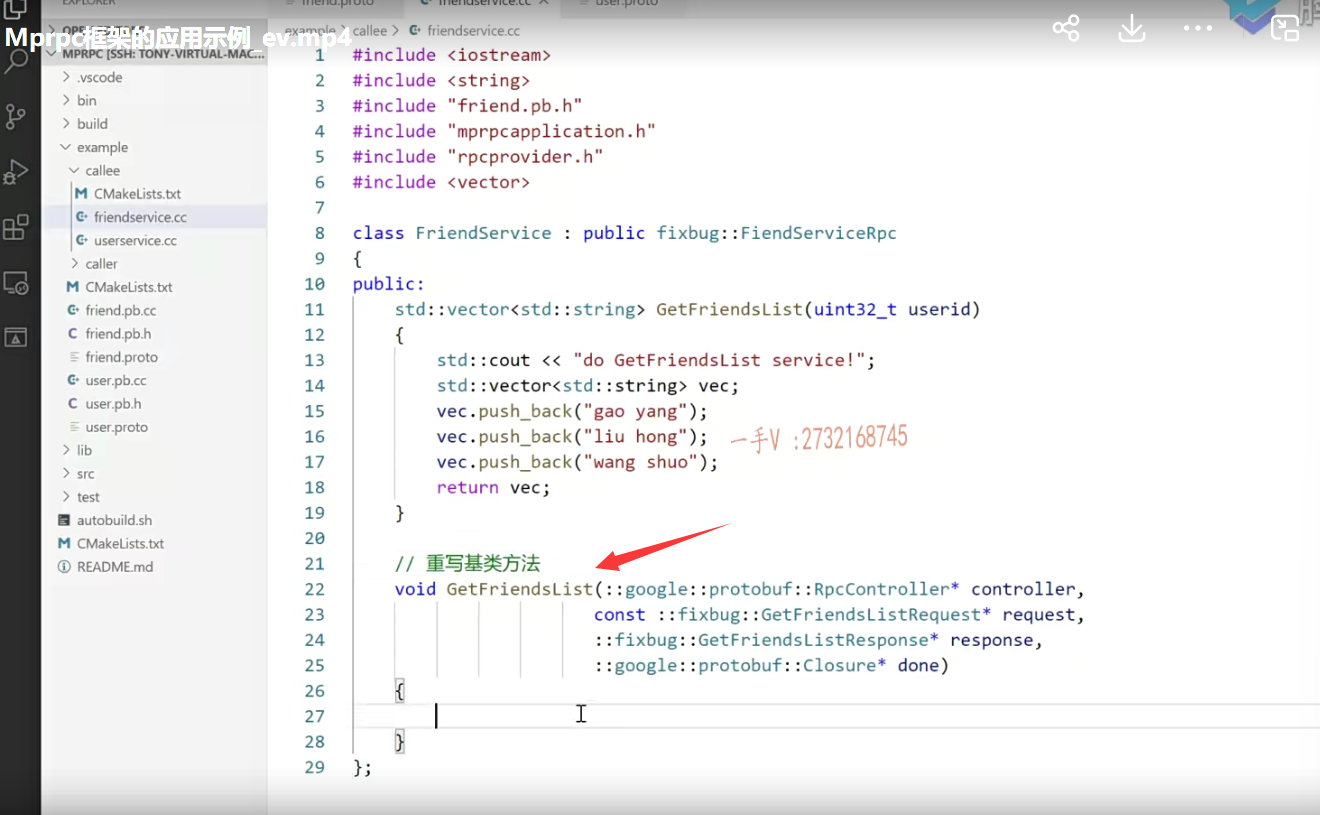 EXPLORER
friend.proto
friendservice.cc
user.proto
Mprpc框架的应用示例_ev.mp4
example > callee > friendservice.cc
MPRPC [SSH: TONY-VIRTUAL-MAC...
.vscode
bin
build
example
callee
CMakeLists.txt
friendservice.cc
userservice.cc
caller
CMakeLists.txt
friend.pb.cc
friend.pb.h
friend.proto
user.pb.cc
user.pb.h
user.proto
lib
src
test
autobuild.sh
CMakeLists.txt
README.md
1 #include <iostream>
2 #include <string>
3 #include "friend.pb.h"
4 #include "mprpcapplication.h"
5 #include "rpcprovider.h"
6 #include <vector>
7
8 class FriendService : public fixbug::FiendServiceRpc
9 {
10 public:
11 std::vector<std::string> GetFriendsList(uint32_t userid)
12 {
13 std::cout << "do GetFriendsList service!";
14 std::vector<std::string> vec;
15 vec.push_back("gao yang");
16 vec.push_back("liu hong");
一手V :2732168745
17 vec.push_back("wang shuo");
18 return vec;
19 }
20
21 // 重写基类方法
22 void GetFriendsList(::google::protobuf::RpcController* controller,
23 const ::fixbug::GetFriendsListRequest* request,
24 ::fixbug::GetFriendsListResponse* response,
25 ::google::protobuf::Closure* done)
26 {
27
28 }
29 };